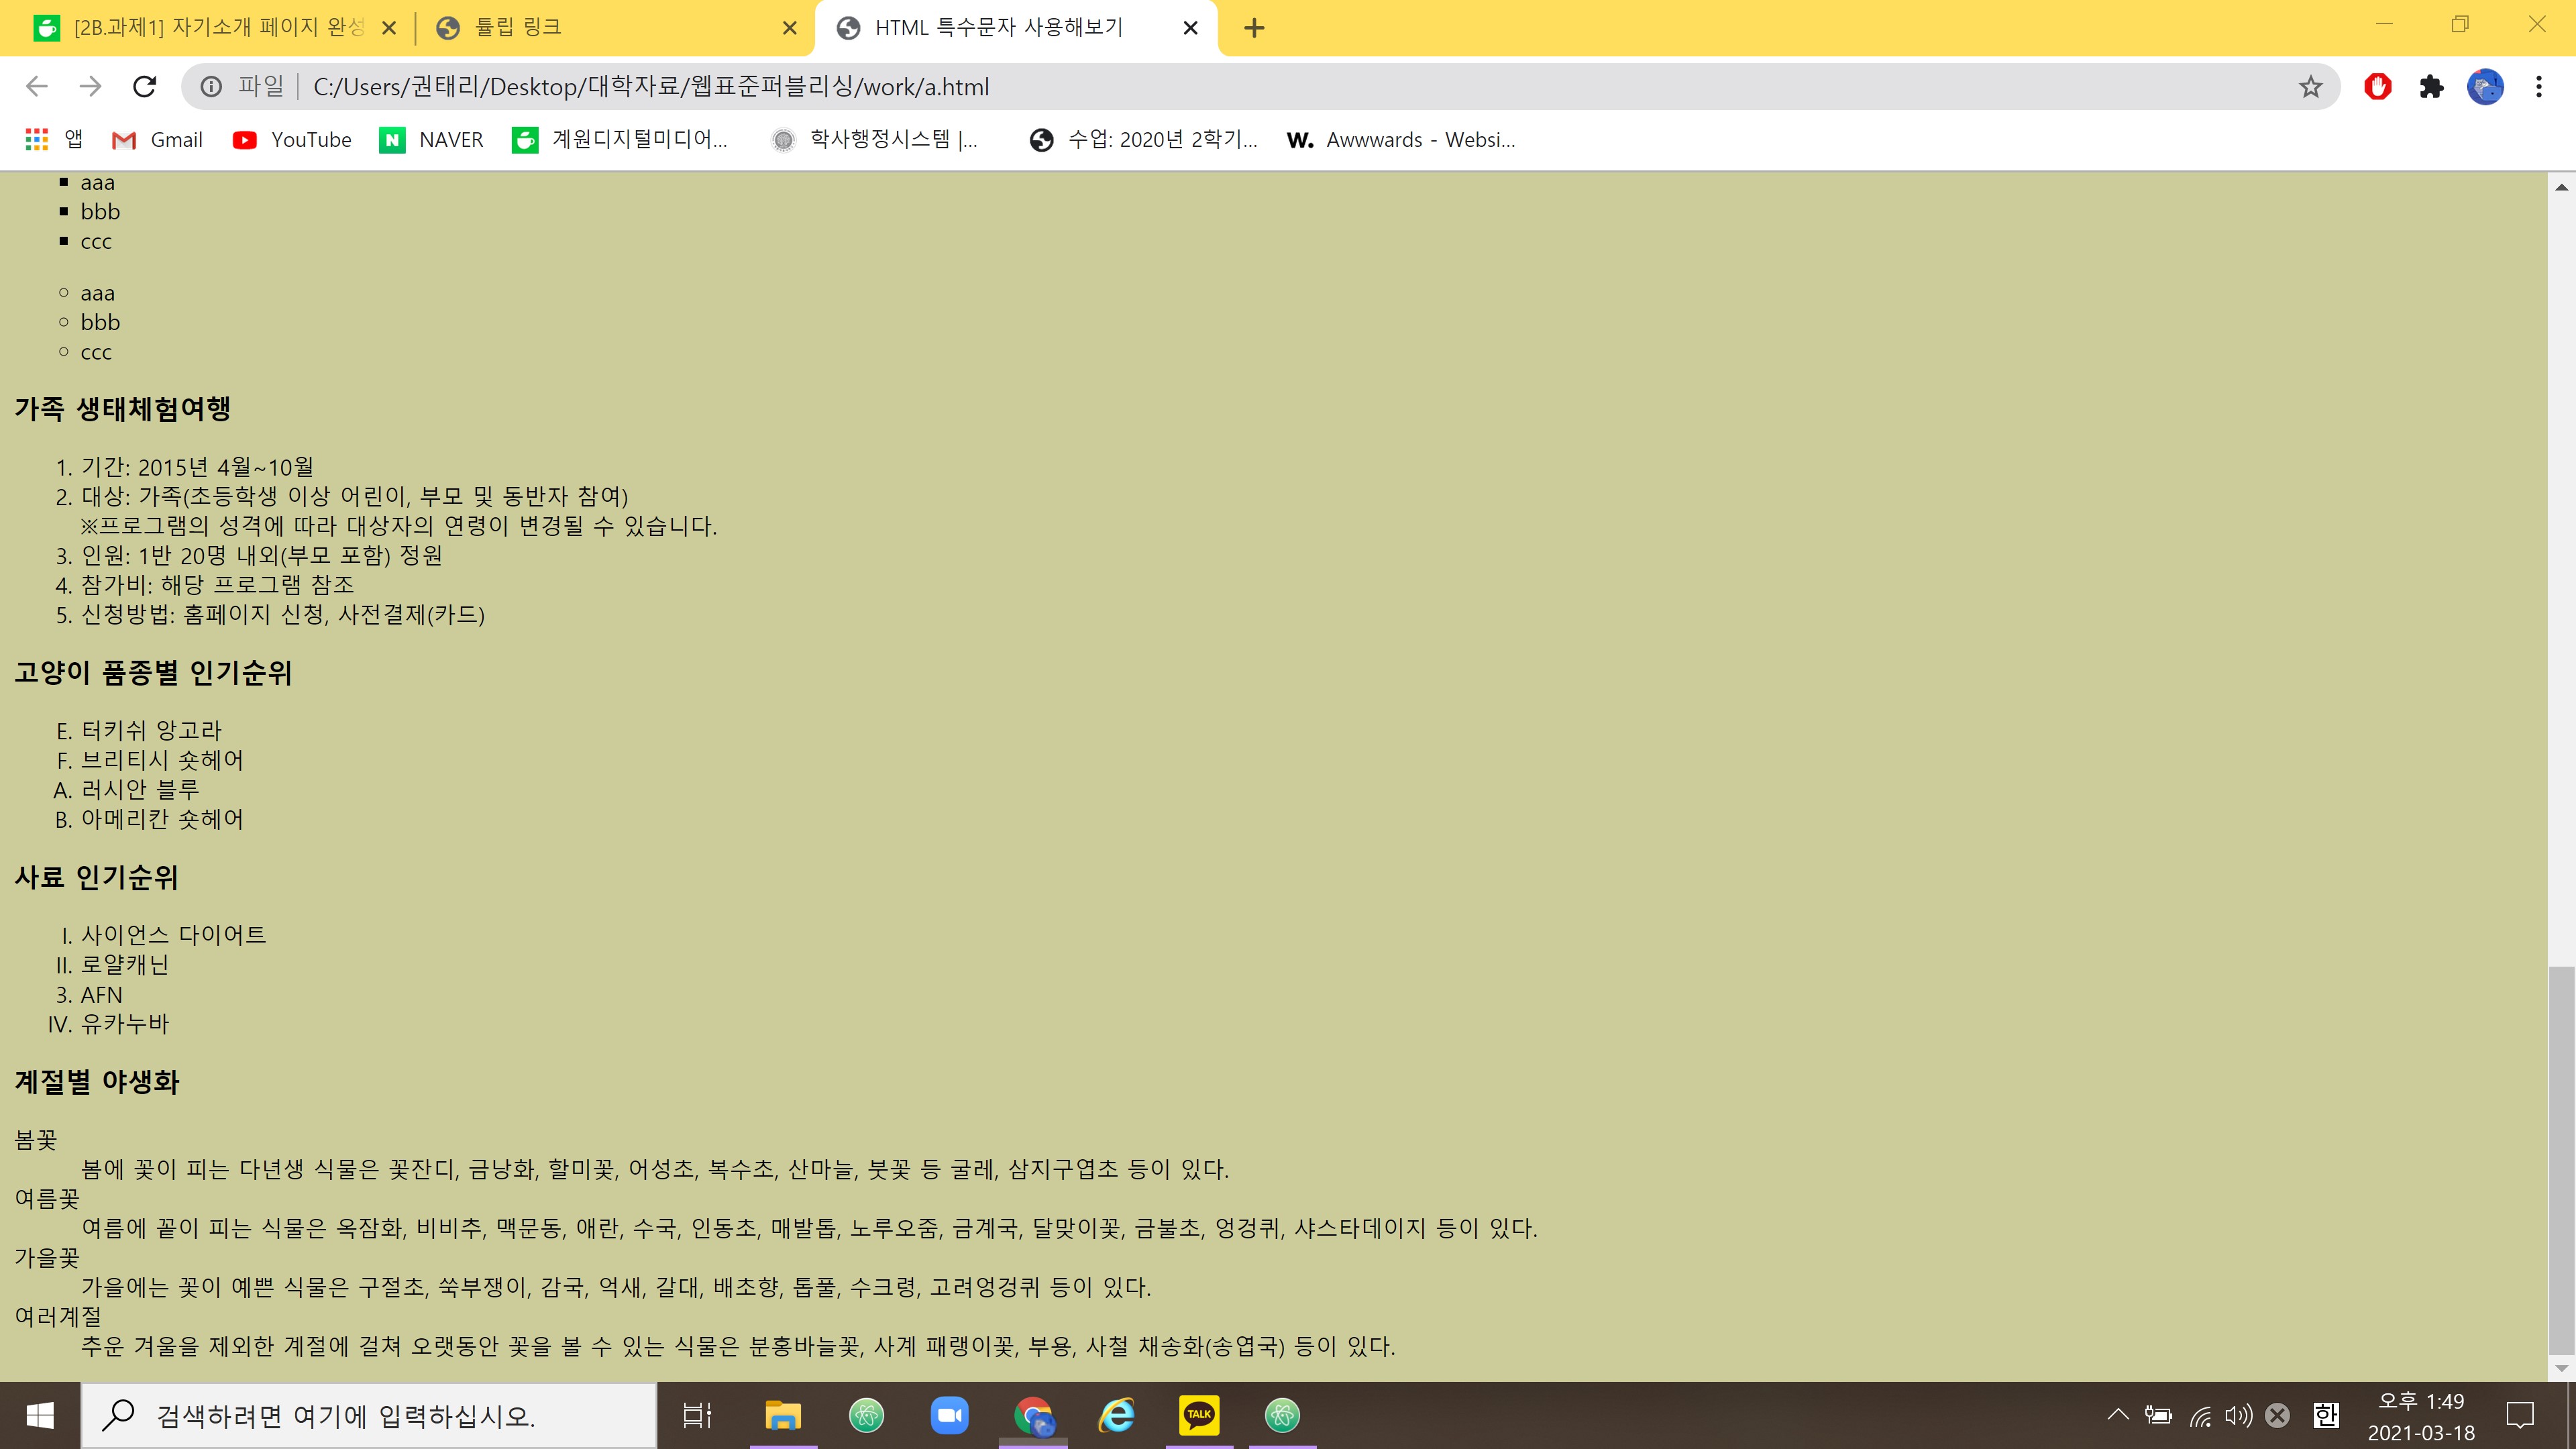 [2B.과제1] 자기소개 페이지 완성
튤립 링크
HTML 특수문자 사용해보기
파일
C:/Users/권태리/Desktop/대학자료/웹표준퍼블리싱/work/a.html
앱
Gmail
YouTube
NAVER
계원디지털미디어...
학사행정시스템 |...
수업: 2020년 2학기...
W. Awwwards - Websi...
aaa
bbb
ccc
aaa
bbb
ccc
가족 생태체험여행
1. 기간: 2015년 4월~10월
2. 대상: 가족(초등학생 이상 어린이, 부모 및 동반자 참여)
※프로그램의 성격에 따라 대상자의 연령이 변경될 수 있습니다.
3. 인원: 1반 20명 내외(부모 포함) 정원
4. 참가비: 해당 프로그램 참조
5. 신청방법: 홈페이지 신청, 사전결제(카드)
고양이 품종별 인기순위
E. 터키쉬 앙고라
F. 브리티시 숏헤어
A. 러시안 블루
B. 아메리칸 숏헤어
사료 인기순위
I. 사이언스 다이어트
II. 로얄캐닌
3. AFN
IV. 유카누바
계절별 야생화
봄꽃
봄에 꽃이 피는 다년생 식물은 꽃잔디, 금낭화, 할미꽃, 어성초, 복수초, 산마늘, 붓꽃 등 굴레, 삼지구엽초 등이 있다.
여름꽃
여름에 끝이 피는 식물은 옥잠화, 비비추, 맥문동, 애란, 수국, 인동초, 매발톱, 노루오줌, 금계국, 달맞이꽃, 금불초, 엉겅퀴, 샤스타데이지 등이 있다.
가을꽃
가을에는 꽃이 예쁜 식물은 구절초, 쑥부쟁이, 감국, 억새, 갈대, 배초향, 톱풀, 수크령, 고려엉겅퀴 등이 있다.
여러계절
추운 겨울을 제외한 계절에 걸쳐 오랫동안 꽃을 볼 수 있는 식물은 분홍바늘꽃, 사계 패랭이꽃, 부용, 사철 채송화(송엽국) 등이 있다.
검색하려면 여기에 입력하십시오.
TALK
한
오후 1:49
2021-03-18